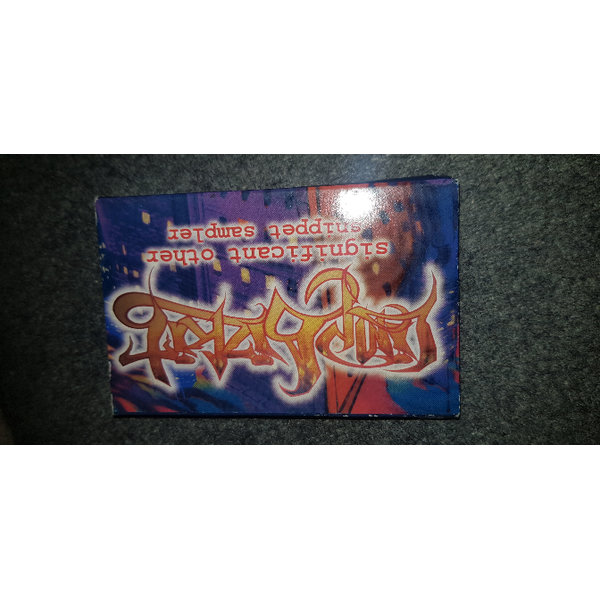 Limp Bizkit
significant other
snippet sampler